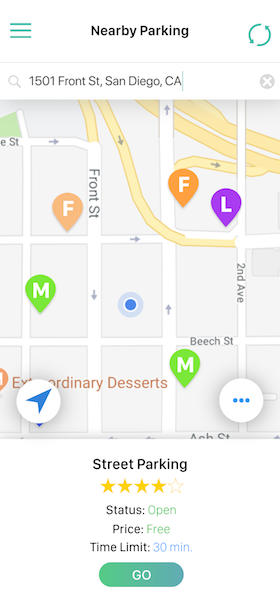 Nearby Parking
1501 Front St, San Diego, CA
e St
F
F
L
Front St
2nd Ave
M
Beech St
M
M
Extraordinary Desserts
Ash St
Street Parking
Status: Open
Price: Free
Time Limit: 30 min.
GO